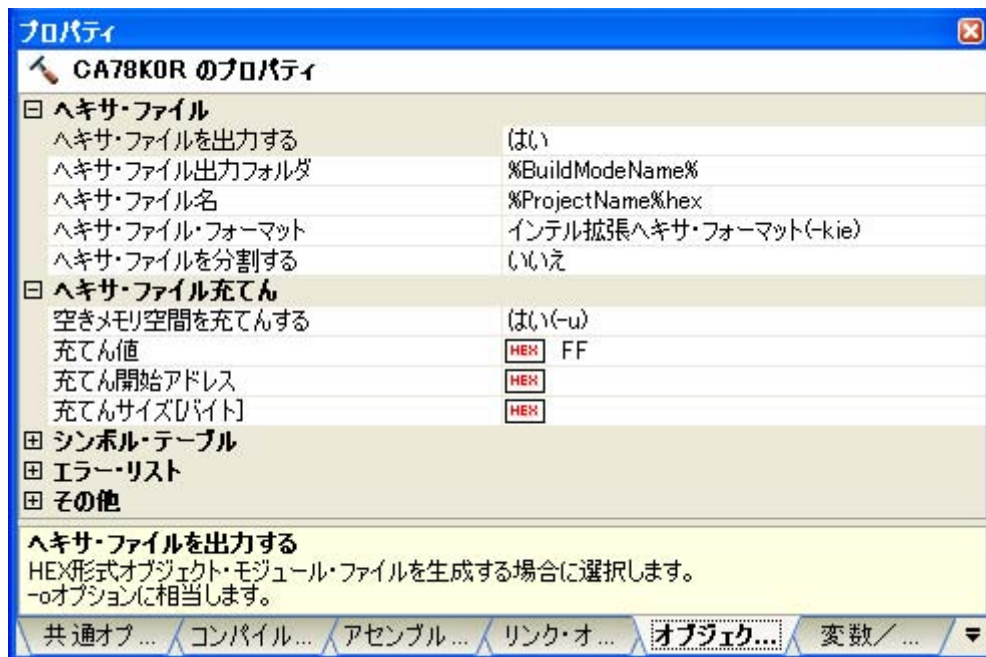 プロパティ
CA78K0R のプロパティ
ヘキサ・ファイル
ヘキサ・ファイルを出力する はい
ヘキサ・ファイル出力フォルダ %BuildModeName%
ヘキサ・ファイル名 %ProjectName%hex
ヘキサ・ファイル・フォーマット インテル拡張ヘキサ・フォーマット(-kie)
ヘキサ・ファイルを分割する いいえ
ヘキサ・ファイル充てん
空きメモリ空間を充てんする はい(-u)
充てん値 HEX FF
充てん開始アドレス HEX
充てんサイズ[バイト] HEX
シンボル・テーブル
エラー・リスト
その他
ヘキサ・ファイルを出力する
HEX形式オブジェクト・モジュール・ファイルを生成する場合に選択します。
-oオプションに相当します。
共通オプ... コンパイル... アセンブル ... リンク・オ... オブジェク... 変数／ ...